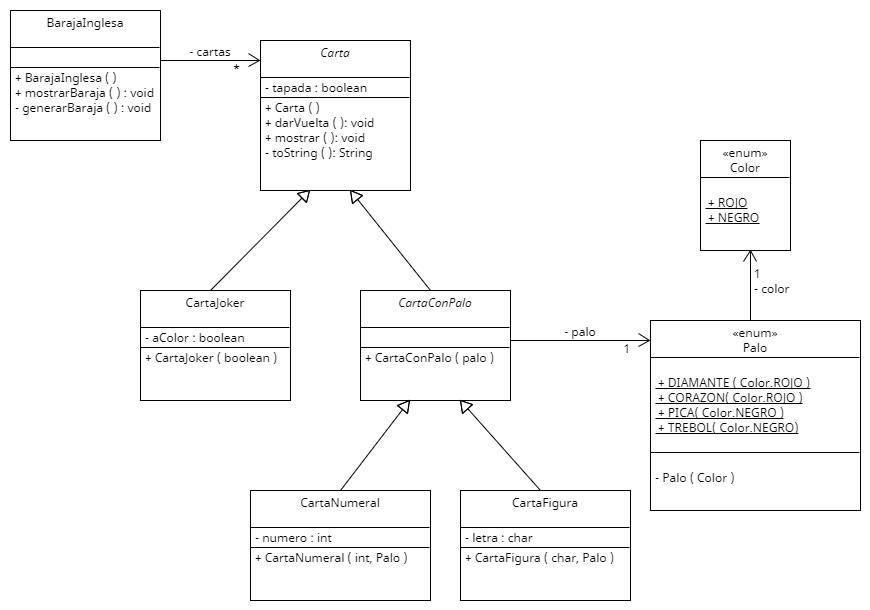 BarajaInglesa
+ BarajaInglesa ( )
+ mostrarBaraja ( ) : void
- generarBaraja ( ) : void
- cartas
*
Carta
- tapada : boolean
+ Carta ( )
+ darVuelta ( ): void
+ mostrar ( ): void
- toString ( ): String
«enum»
Color
+ ROJO
+ NEGRO
1
- color
CartaJoker
- aColor : boolean
+ CartaJoker ( boolean )
CartaConPalo
+ CartaConPalo ( palo )
- palo
1
«enum»
Palo
+ DIAMANTE ( Color.ROJO )
+ CORAZON( Color.ROJO )
+ PICA( Color.NEGRO )
+ TREBOL( Color.NEGRO)
- Palo ( Color )
CartaNumeral
- numero : int
+ CartaNumeral ( int, Palo )
CartaFigura
- letra : char
+ CartaFigura ( char, Palo )